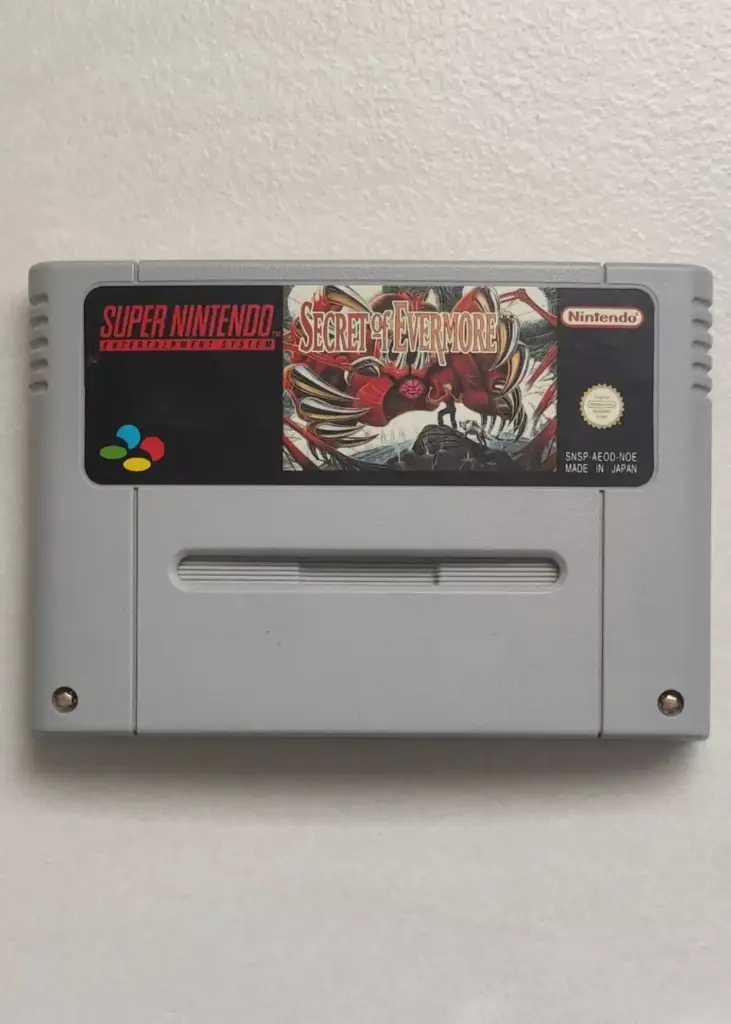 SUPER NINTENDO
ENTERTAINMENT SYSTEM
SECRET OF EVERMORE
Nintendo
SNSP-AEOD-NOE
MADE IN JAPAN